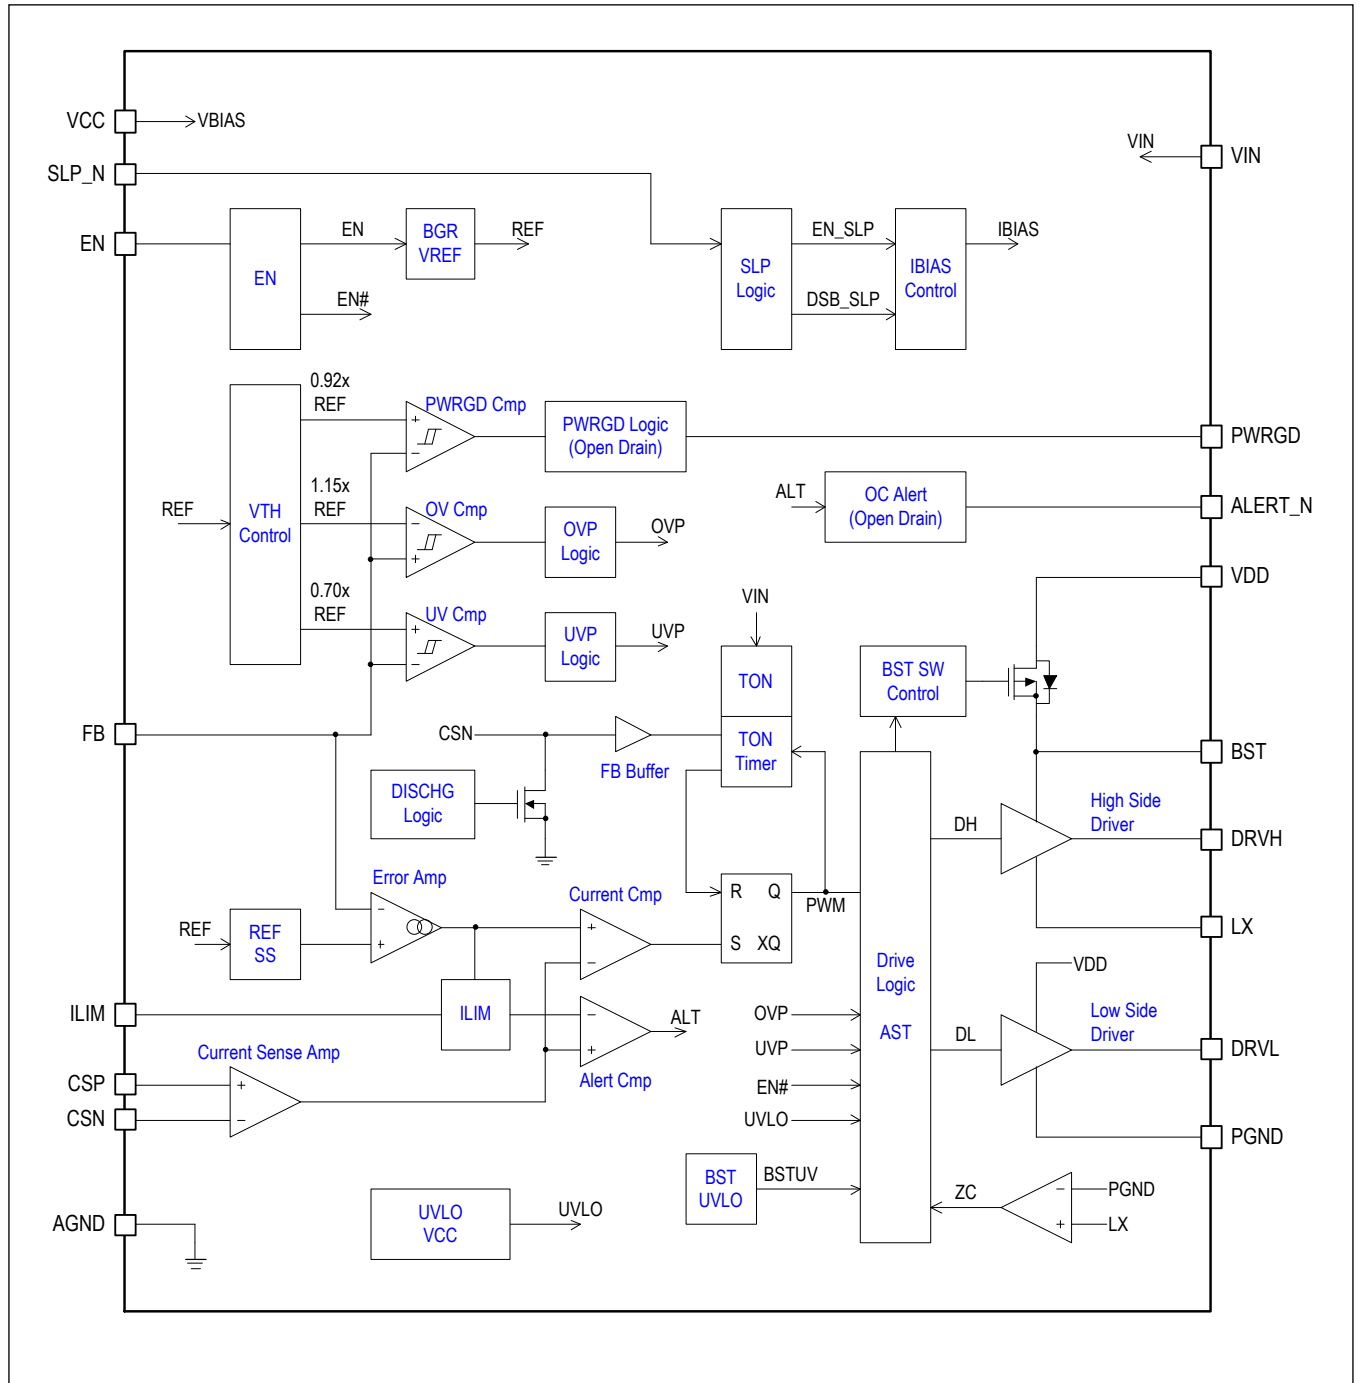 VCC
VBIAS
VIN
VIN
SLP_N
EN
EN
EN
EN#
BGR
VREF
REF
SLP
Logic
EN_SLP
DSB_SLP
IBIAS
Control
IBIAS
0.92x
REF
PWRGD Cmp
+
−
PWRGD Logic
(Open Drain)
PWRGD
REF
VTH
Control
1.15x
REF
OV Cmp
−
+
OVP
Logic
OVP
ALT
OC Alert
(Open Drain)
ALERT_N
0.70x
REF
UV Cmp
+
−
UVP
Logic
UVP
VDD
VIN
TON
TON
Timer
BST SW
Control
FB
CSN
FB Buffer
BST
DISCHG
Logic
High Side
Driver
DH
DRVH
Error Amp
−
+
REF
REF
SS
Current Cmp
+
−
R
Q
S
XQ
PWM
LX
Drive
Logic
AST
VDD
ILIM
ILIM
−
+
ALT
Alert Cmp
OVP
UVP
EN#
UVLO
DL
Low Side
Driver
DRVL
Current Sense Amp
CSP
+
CSN
−
PGND
BST
UVLO
BSTUV
ZC
−
PGND
+
LX
AGND
UVLO
VCC
UVLO